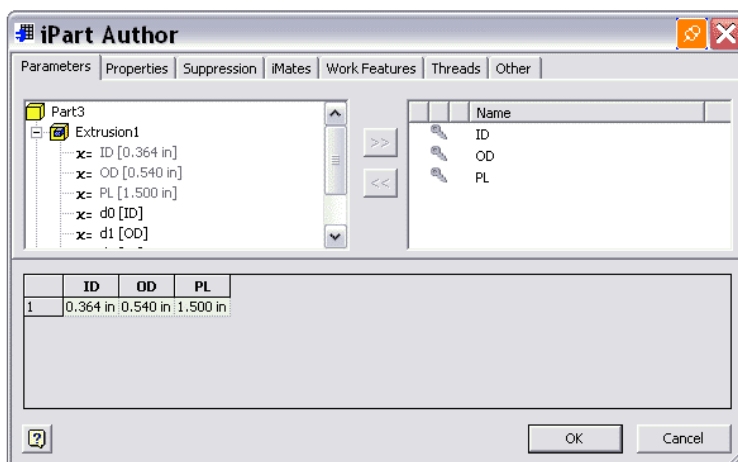 iPart Author
Parameters Properties Suppression iMates Work Features Threads Other
Part3
Extrusion1
x= ID [0.364 in]
x= OD [0.540 in]
x= PL [1.500 in]
x= d0 [ID]
x= d1 [OD]
>>
<<
Name
ID
OD
PL
ID OD PL
1 0.364 in 0.540 in 1.500 in
?
OK Cancel